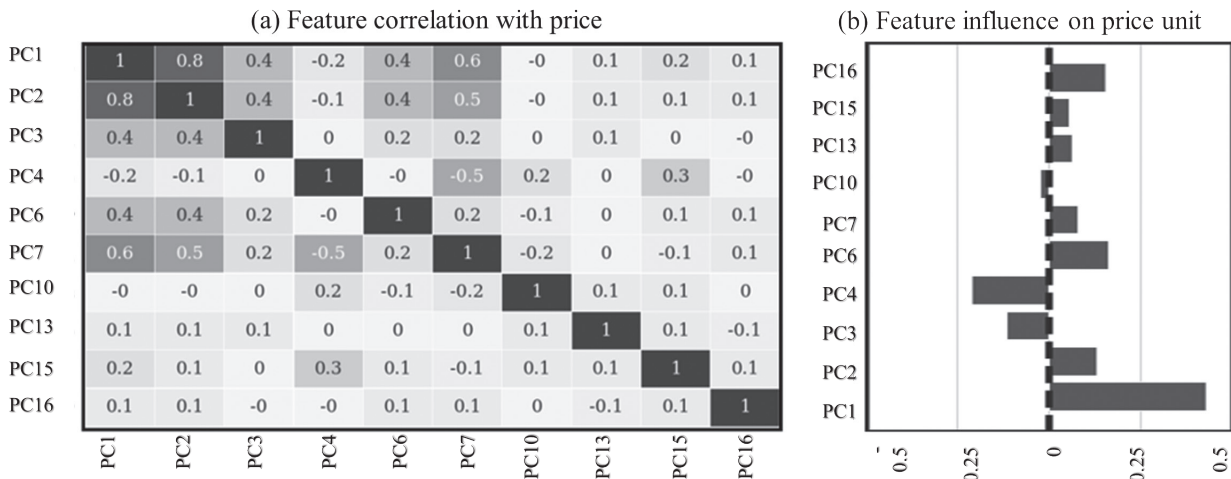 (a) Feature correlation with price
PC1 1 0.8 0.4 -0.2 0.4 0.6 -0 0.1 0.2 0.1
PC2 0.8 1 0.4 -0.1 0.4 0.5 -0 0.1 0.1 0.1
PC3 0.4 0.4 1 0 0.2 0.2 0 0.1 0 -0
PC4 -0.2 -0.1 0 1 -0 -0.5 0.2 0 0.3 -0
PC6 0.4 0.4 0.2 -0 1 0.2 -0.1 0 0.1 0.1
PC7 0.6 0.5 0.2 -0.5 0.2 1 -0.2 0 -0.1 0.1
PC10 -0 -0 0 0.2 -0.1 -0.2 1 0.1 0.1 0
PC13 0.1 0.1 0.1 0 0 0 0.1 1 0.1 -0.1
PC15 0.2 0.1 0 0.3 0.1 -0.1 0.1 0.1 1 0.1
PC16 0.1 0.1 -0 -0 0.1 0.1 0 -0.1 0.1 1
PC1 PC2 PC3 PC4 PC6 PC7 PC10 PC13 PC15 PC16
(b) Feature influence on price unit
PC16
PC15
PC13
PC10
PC7
PC6
PC4
PC3
PC2
PC1
-0.5 0.25 0 0.25 0.5